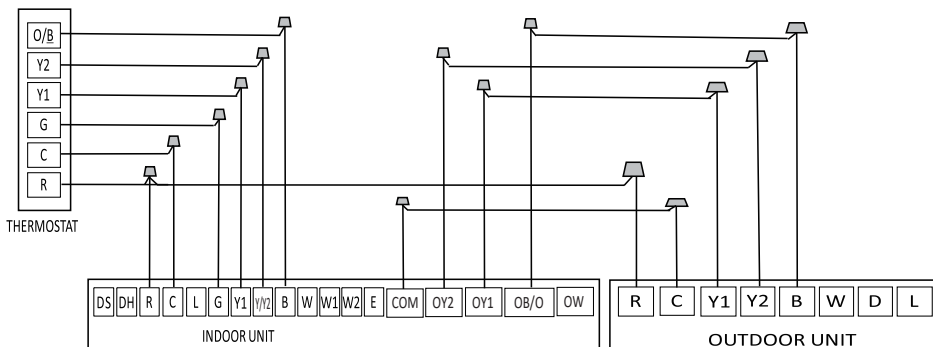 O/B
Y2
Y1
G
C
R
THERMOSTAT
DS DH R C L G Y1 Y/Y2 B W W1 W2 E COM OY2 OY1 OB/O OW
INDOOR UNIT
R C Y1 Y2 B W D L
OUTDOOR UNIT